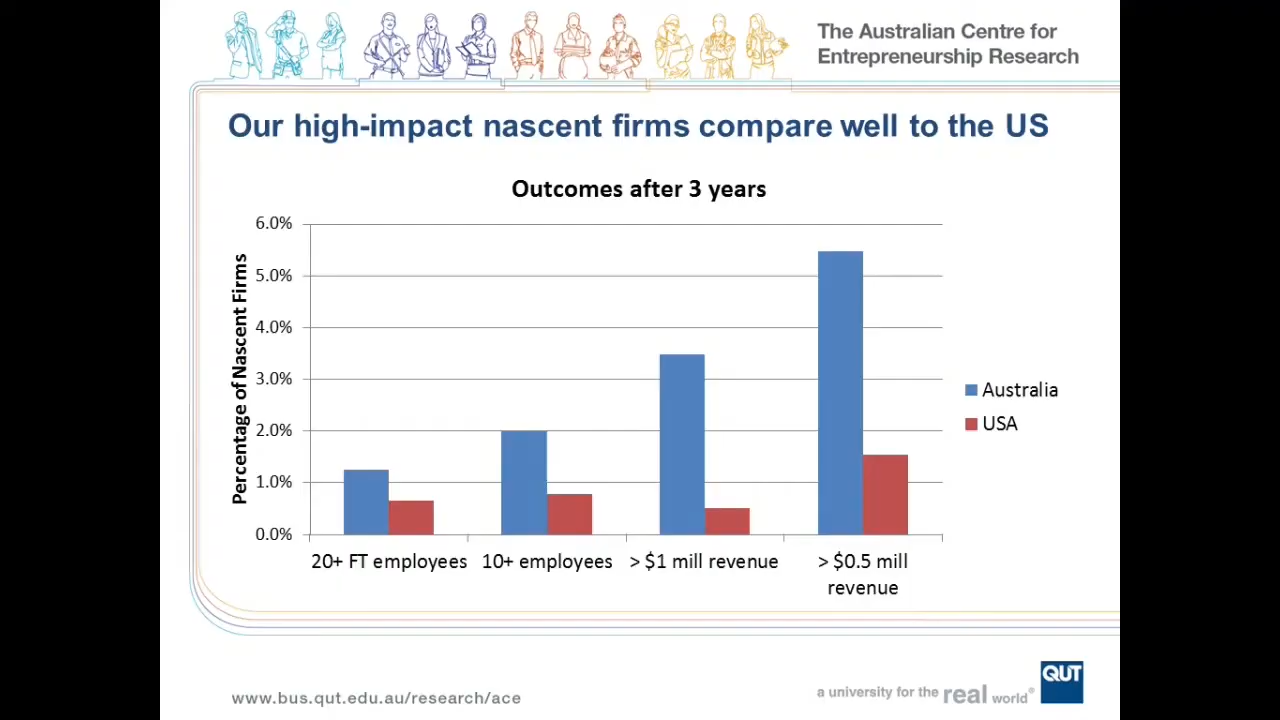 The Australian Centre for
Entrepreneurship Research
Our high-impact nascent firms compare well to the US
Outcomes after 3 years
Percentage of Nascent Firms
6.0%
5.0%
4.0%
3.0%
2.0%
1.0%
0.0%
20+ FT employees
10+ employees
> $1 mill revenue
> $0.5 mill
revenue
Australia
USA
www.bus.qut.edu.au/research/ace
a university for the real world®
QUT